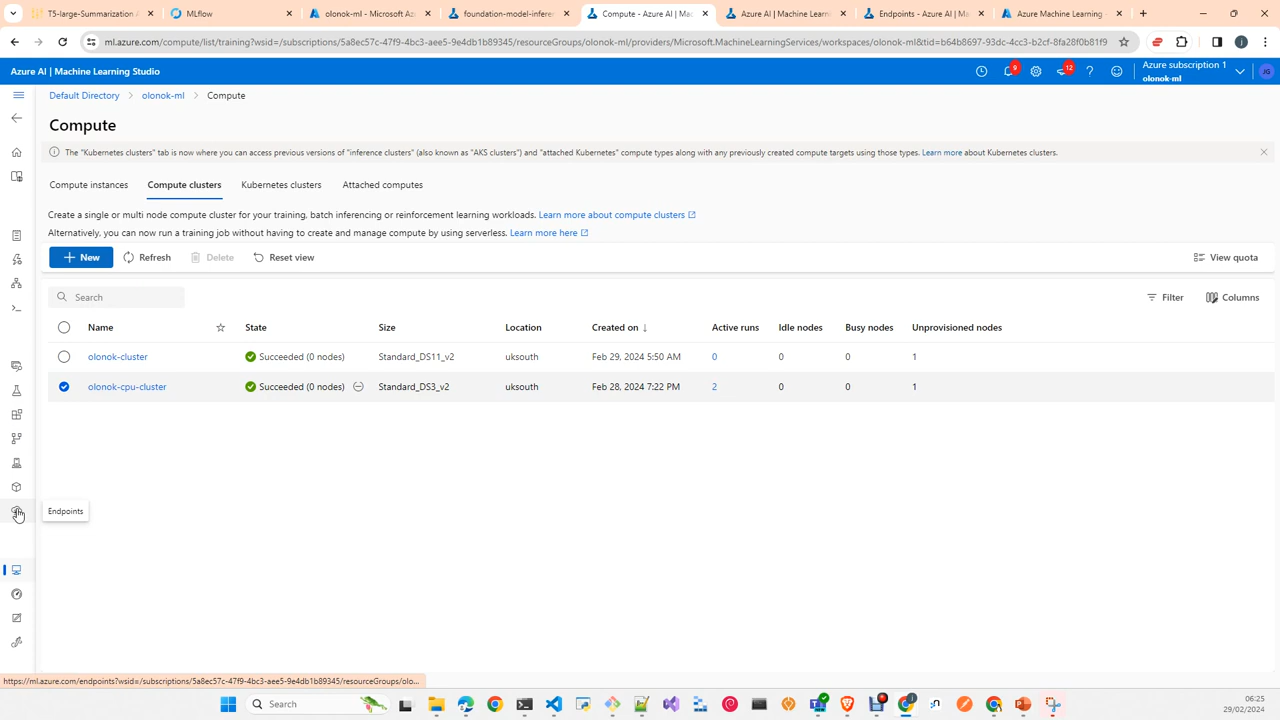 T5-large-Summarization A
MLflow
olonok-ml - Microsoft Az
foundation-model-infere
Compute - Azure AI | Mac
Azure AI | Machine Learn
Endpoints - Azure AI | Ma
Azure Machine Learning
ml.azure.com/compute/list/training?wsid=/subscriptions/5a8ec57c-47f9-4bc3-aee5-9e4db1b89345/resourceGroups/olonok-ml/providers/Microsoft.MachineLearningServices/workspaces/olonok-ml&tid=b64b8697-93dc-4cc3-b2cf-8fa28f0b81f9
Azure AI | Machine Learning Studio
9
12
Azure subscription 1
olonok-ml
JG
Default Directory > olonok-ml > Compute
Compute
The "Kubernetes clusters" tab is now where you can access previous versions of "inference clusters" (also known as "AKS clusters") and "attached Kubernetes" compute types along with any previously created compute targets using those types. Learn more about Kubernetes clusters.
Compute instances Compute clusters Kubernetes clusters Attached computes
Create a single or multi node compute cluster for your training, batch inferencing or reinforcement learning workloads. Learn more about compute clusters
Alternatively, you can now run a training job without having to create and manage compute by using serverless. Learn more here
New Refresh Delete Reset view View quota
Search Filter Columns
Name State Size Location Created on ↓ Active runs Idle nodes Busy nodes Unprovisioned nodes
olonok-cluster Succeeded (0 nodes) Standard_DS11_v2 uksouth Feb 29, 2024 5:50 AM 0 0 0 1
olonok-cpu-cluster Succeeded (0 nodes) Standard_DS3_v2 uksouth Feb 28, 2024 7:22 PM 2 0 0 1
Endpoints
https://ml.azure.com/endpoints?wsid=/subscriptions/5a8ec57c-47f9-4bc3-aee5-9e4db1b89345/resourceGroups/olo...
Search
06:25
29/02/2024